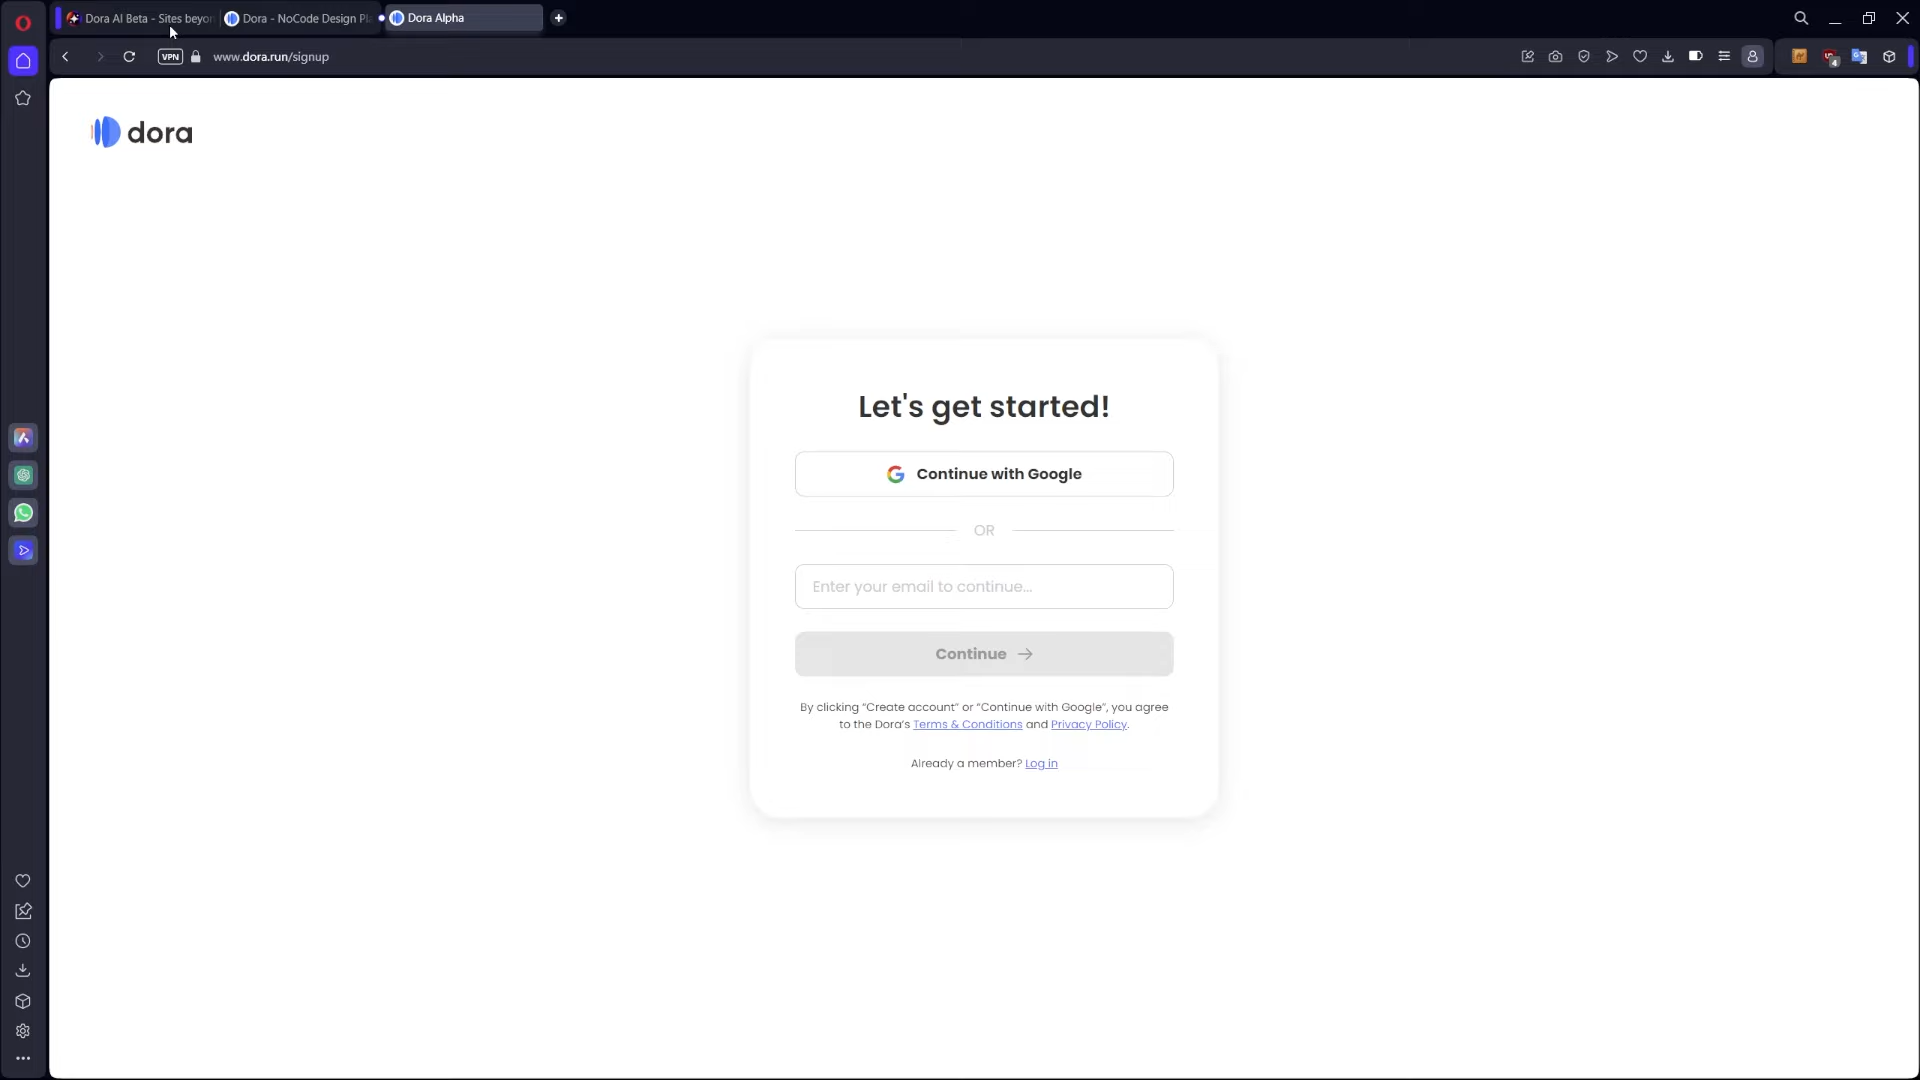 Dora AI Beta - Sites beyon
Dora - NoCode Design Pla
Dora Alpha
VPN
www.dora.run/signup
4
dora
Let's get started!
Continue with Google
OR
Enter your email to continue...
Continue
By clicking “Create account” or “Continue with Google”, you agree
to the Dora’s Terms & Conditions and Privacy Policy.
Already a member? Log in